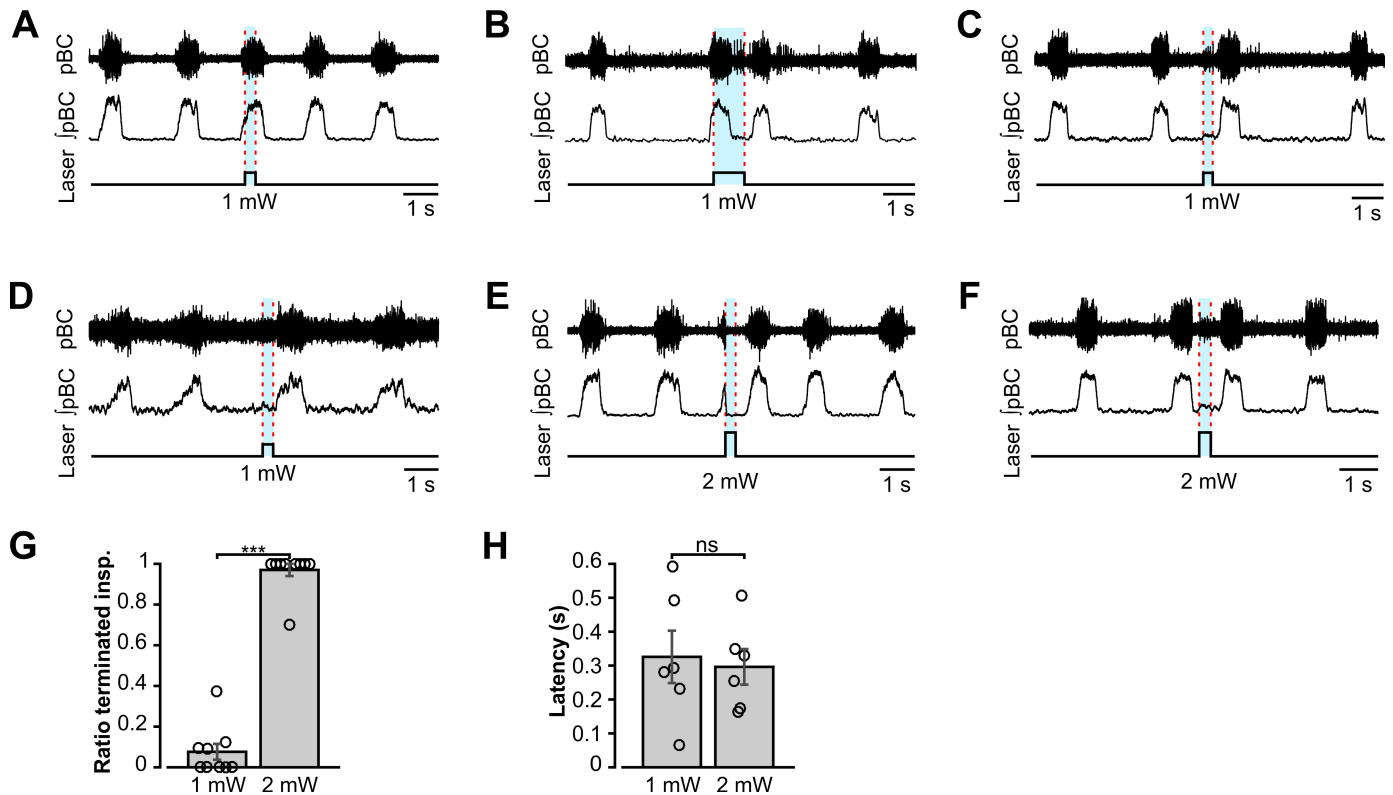 A
pBC
∫pBC
Laser
1 mW
1 s
B
pBC
∫pBC
Laser
1 mW
1 s
C
pBC
∫pBC
Laser
1 mW
1 s
D
pBC
∫pBC
Laser
1 mW
1 s
E
pBC
∫pBC
Laser
2 mW
1 s
F
pBC
∫pBC
Laser
2 mW
1 s
G
Ratio terminated insp.
***
1
0.8
0.6
0.4
0.2
0
1 mW
2 mW
H
Latency (s)
ns
0.6
0.5
0.4
0.3
0.2
0.1
0
1 mW
2 mW